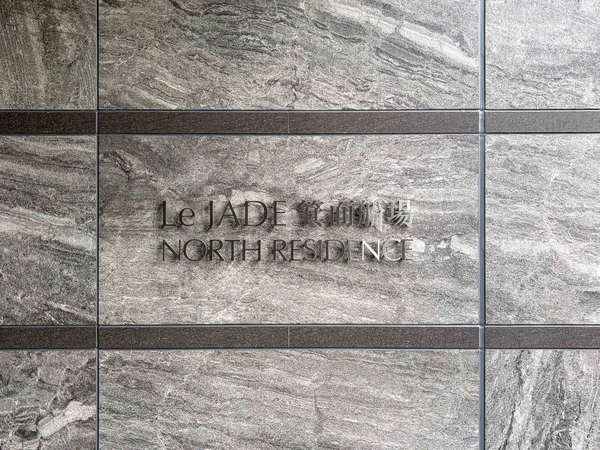 Le JADE 箕面船場
NORTH RESIDENCE